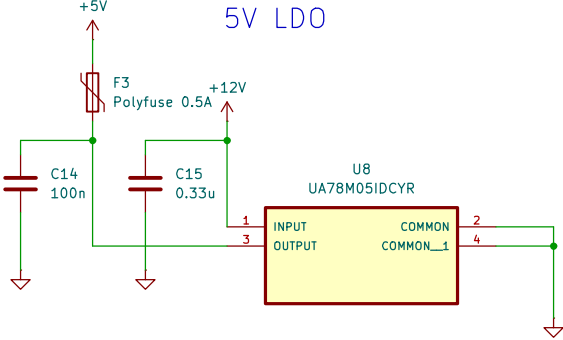 +5V
5V LDO
F3
Polyfuse 0.5A
+12V
C14
100n
C15
0.33u
U8
UA78M05IDCYR
1
INPUT
COMMON
2
3
OUTPUT
COMMON__1
4